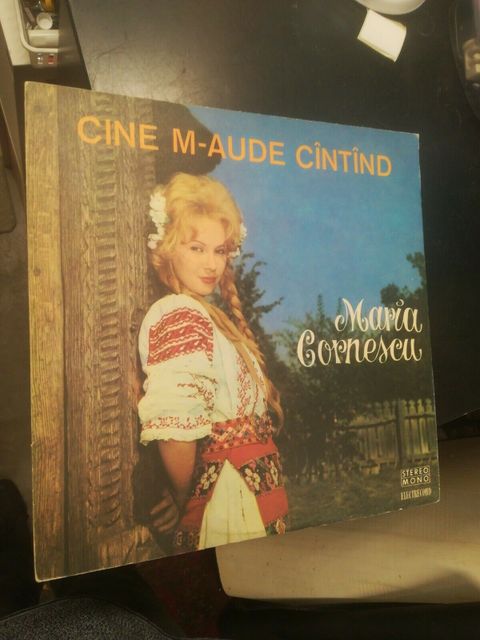 CINE M-AUDE CÎNTÎND
Maria
Cornescu
STEREO
MONO
ELECTRECORD